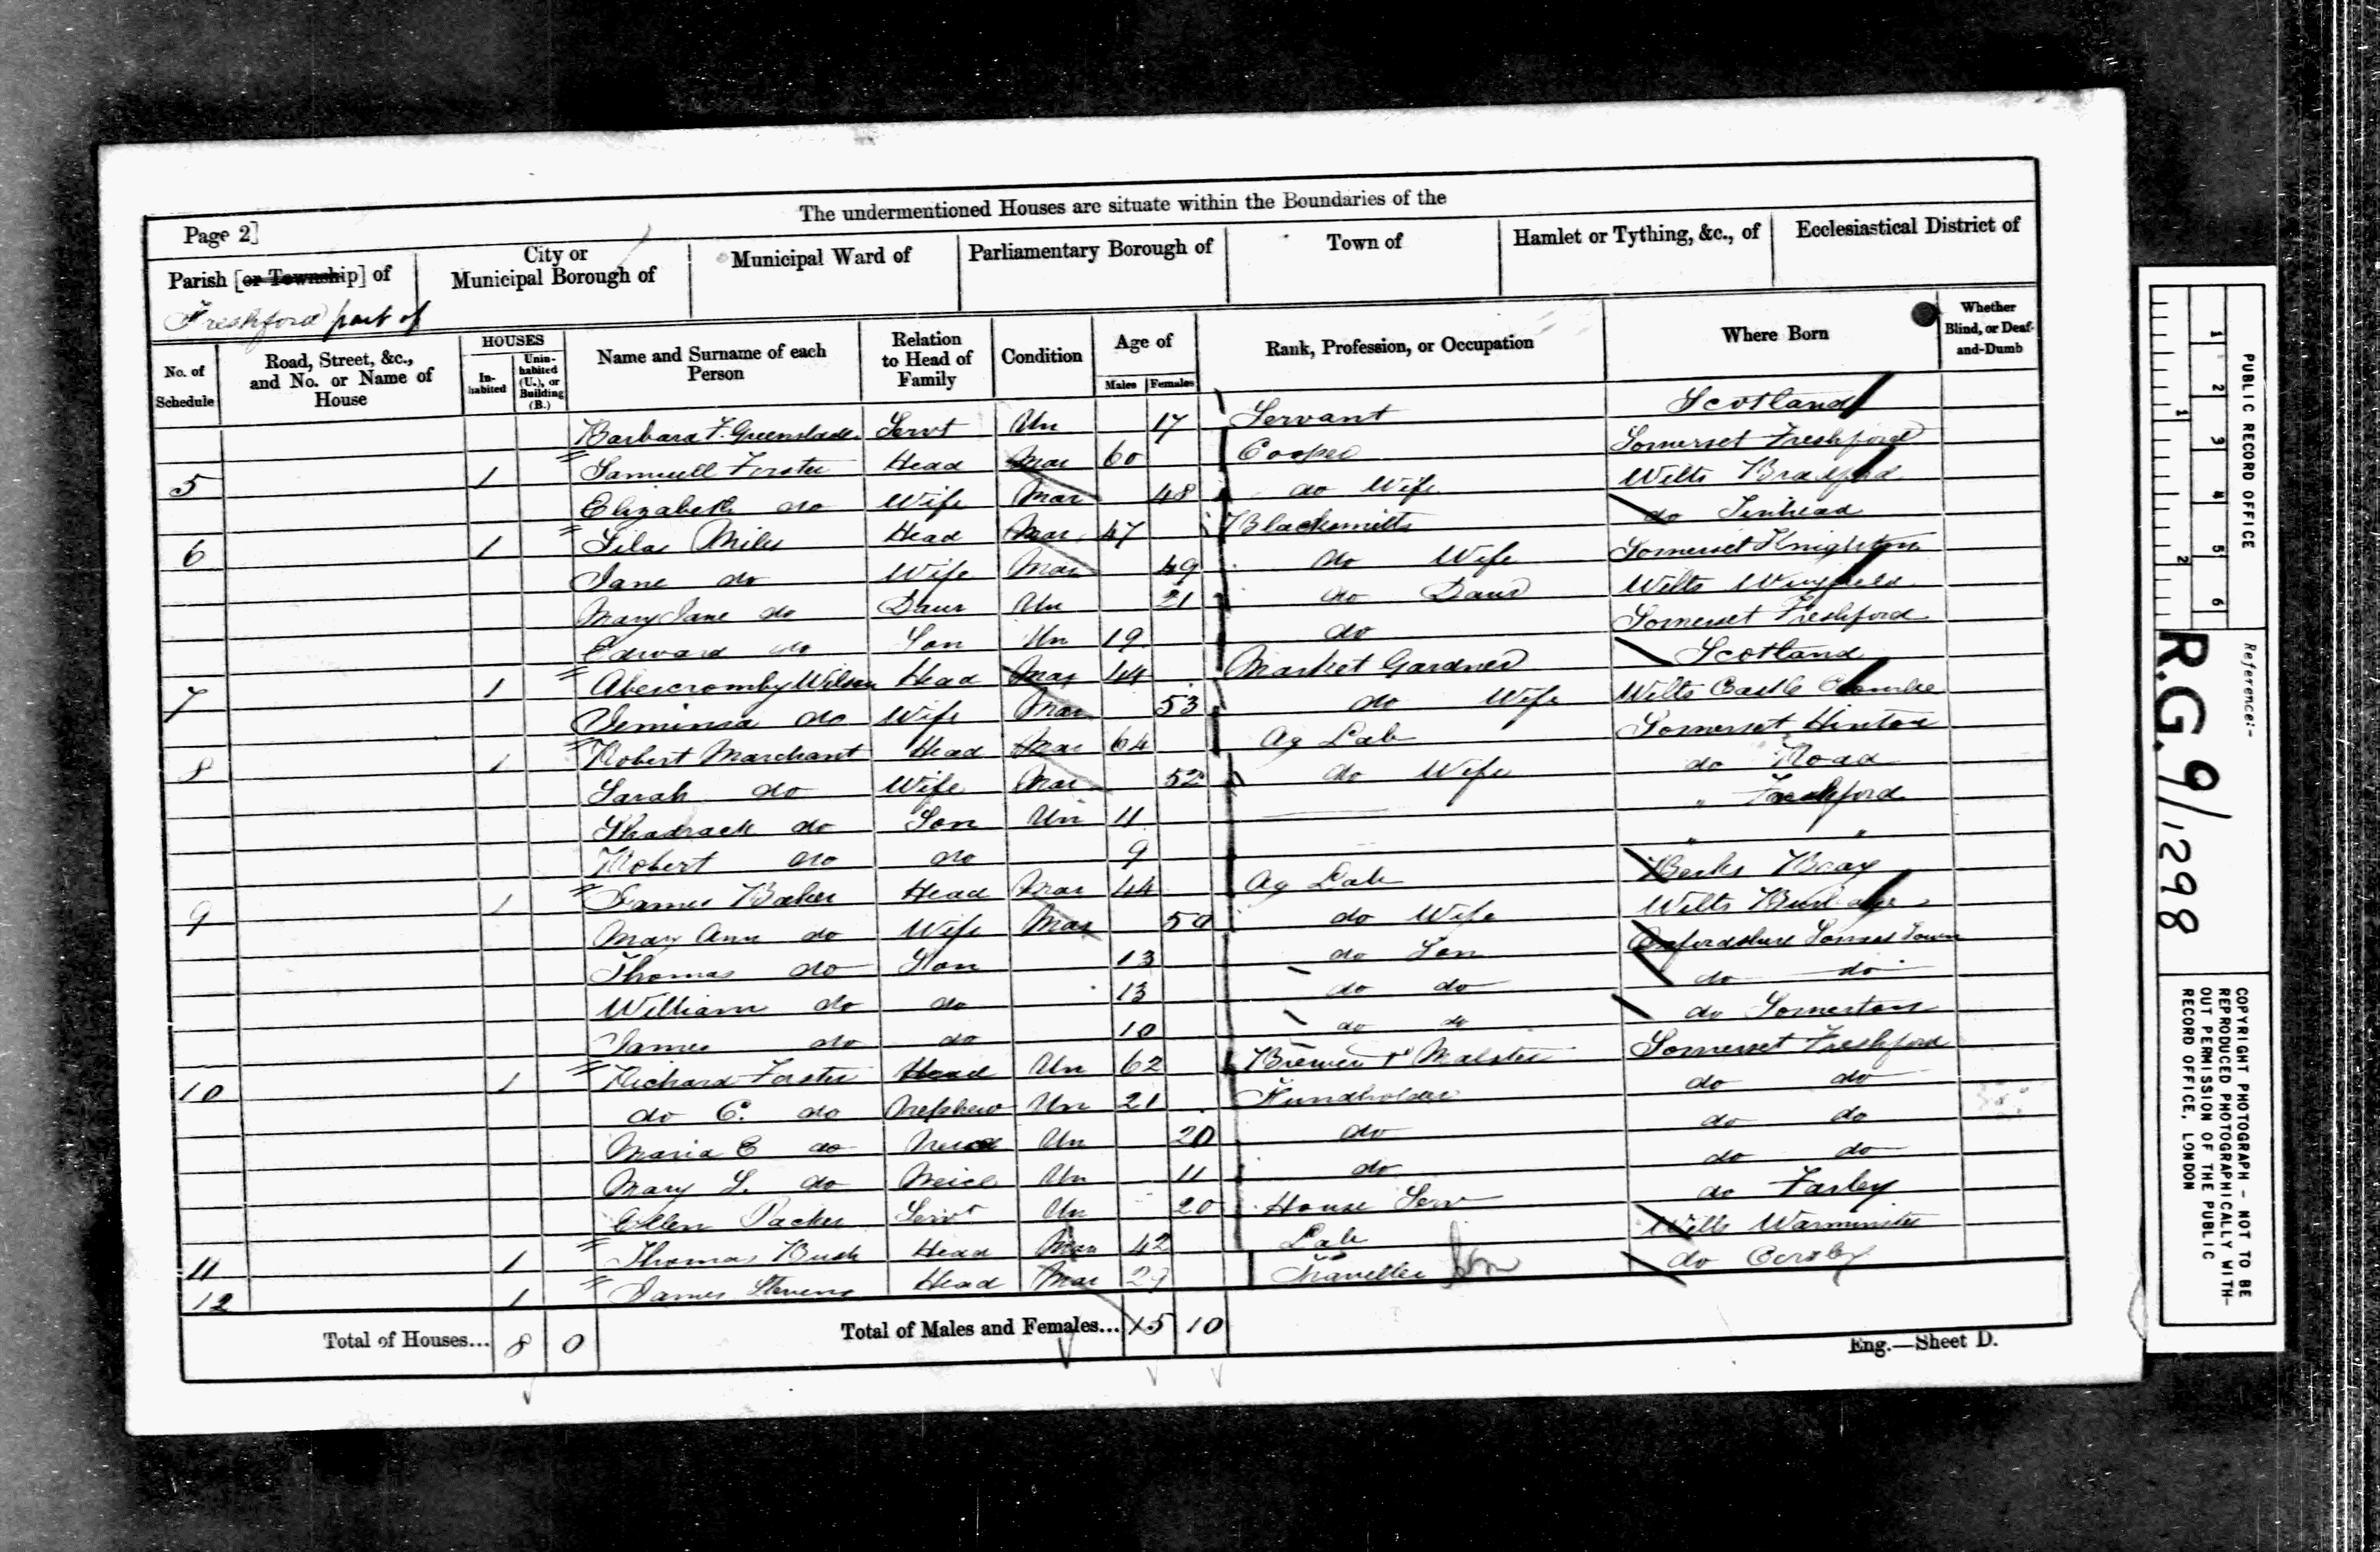 The undermentioned Houses are situate within the Boundaries of the
Page 2]
Parish [or Township] of
City or Municipal Borough of
Municipal Ward of
Parliamentary Borough of
Town of
Hamlet or Tything, &c., of
Ecclesiastical District of
Freshford part of
No. of Schedule
Road, Street, &c., and No. or Name of House
HOUSES
In-habited
Unin-habited (U.), or Building (B.)
Name and Surname of each Person
Relation to Head of Family
Condition
Age of
Males
Females
Rank, Profession, or Occupation
Where Born
Whether Blind, or Deaf-and-Dumb
Barbara F. Greenslade Servt Un 17 Servant Scotland
5 1 Samuell Forster Head Mar 60 Cooper Somerset Freshford
Elizabeth do Wife Mar 48 do Wife Wilts Bradford
6 1 Silas Miles Head Mar 47 Blacksmith do Tinhead
Jane do Wife Mar 49 do Wife Somerset Knighton
Mary Jane do Daur Un 21 do Daur Wilts Wingfield
Edward do Son Un 19 do Somerset Freshford
7 1 Abercromby Wilson Head Mar 44 Market Gardner Scotland
Jemima do Wife Mar 53 do Wife Wilts Castle Coombe
8 1 Robert Marchant Head Mar 64 Ag Lab Somerset Hinton
Sarah do Wife Mar 52 do Wife do Road
Shadrack do Son Un 11 " Freshford
Robert do do 9 " "
9 1 James Baker Head Mar 44 Ag Lab Berks Bray
Mary Ann do Wife Mar 50 do Wife Wilts
Thomas do Son 13 do Son Oxfordshire Town
William do do 13 do do do do
James do do 10 do do do Somerton
10 1 Richard Forster Head Un 62 Brewer & Malster Somerset Freshford
do C. do Nephew Un 21 Fundholder do do
Maria E do Neice Un 20 do do do
Mary S. do Neice Un 11 do do do
Ellen Packer Servt Un 20 House Serv do Farley
11 1 Thomas Bush Head Mar 42 Lab Wilts Warminster
12 1 James Stevens Head Mar 29 do
Total of Houses... 8 0
Total of Males and Females... 15 10
Eng.—Sheet D.
PUBLIC RECORD OFFICE
1 2 3 4 5 6
1 2
Reference:-
R.G. 9/1298
COPYRIGHT PHOTOGRAPH - NOT TO BE
REPRODUCED PHOTOGRAPHICALLY WITH-
OUT PERMISSION OF THE PUBLIC
RECORD OFFICE, LONDON